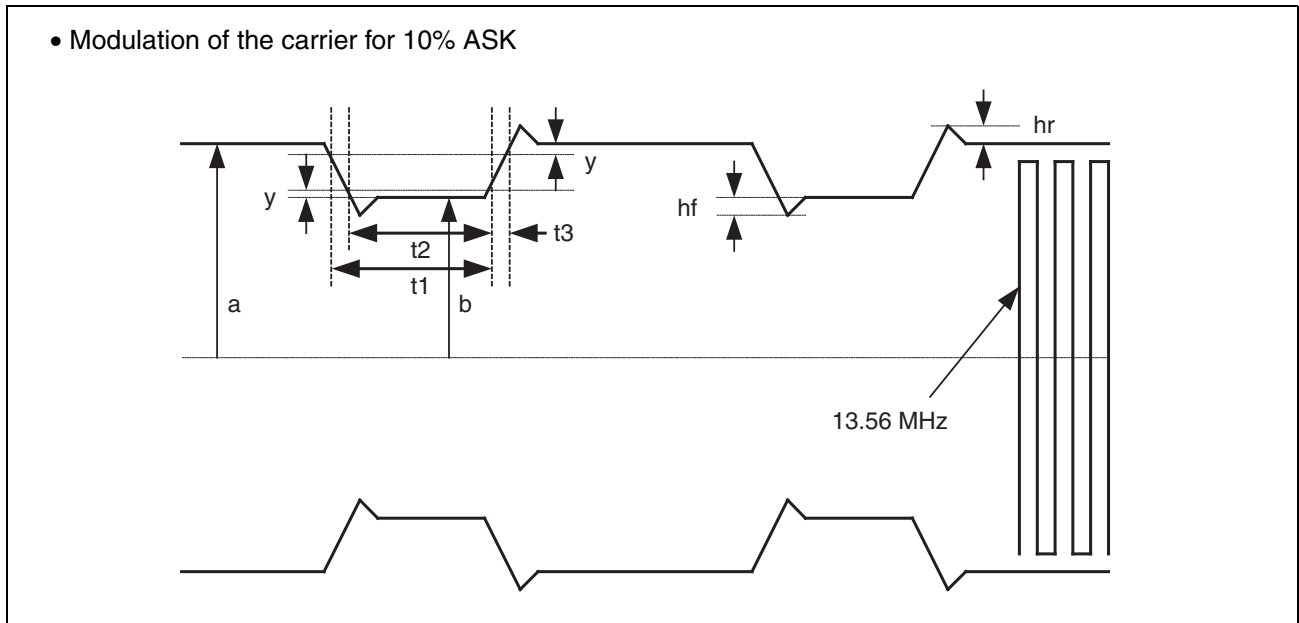 • Modulation of the carrier for 10% ASK
hr
y
y
hf
t3
t2
t1
a
b
13.56 MHz